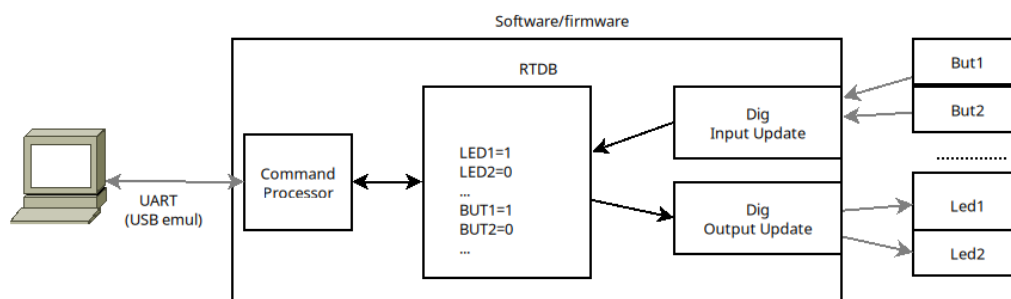 Software/firmware
RTDB
But1
But2
Dig
Input Update
LED1=1
LED2=0
...
BUT1=1
BUT2=0
...
Command
Processor
UART
(USB emul)
Dig
Output Update
Led1
Led2